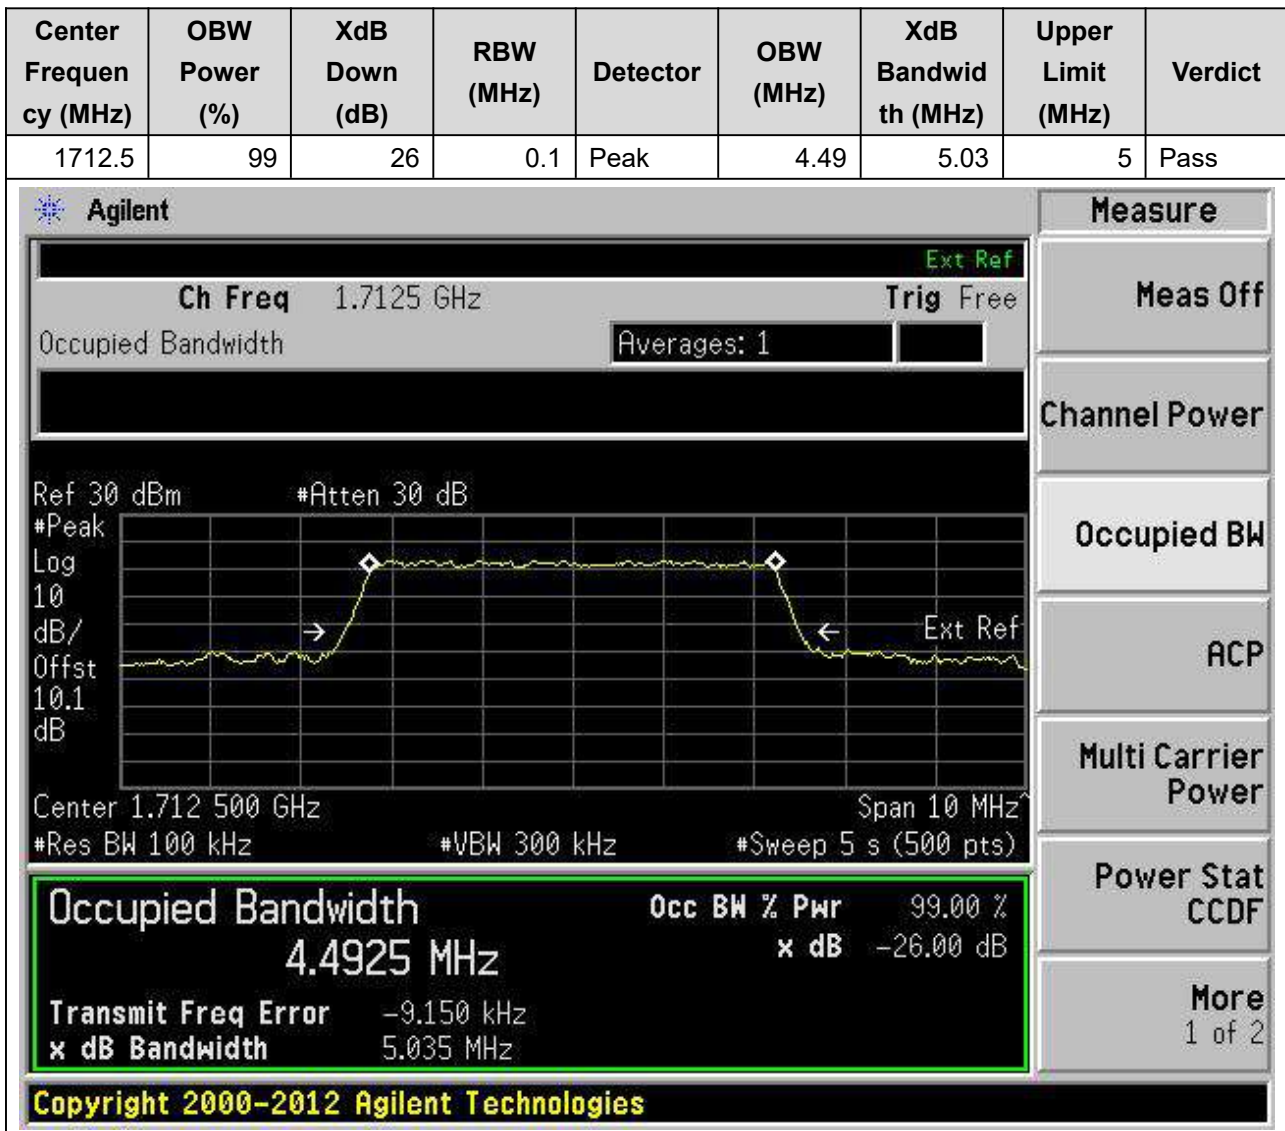 Center Frequen cy (MHz) OBW Power (%) XdB Down (dB) RBW (MHz) Detector OBW (MHz) XdB Bandwid th (MHz) Upper Limit (MHz) Verdict
1712.5 99 26 0.1 Peak 4.49 5.03 5 Pass
Agilent
Ext Ref
Ch Freq 1.7125 GHz Trig Free
Occupied Bandwidth Averages: 1
Ref 30 dBm #Atten 30 dB
#Peak
Log
10
dB/
Offst
10.1
dB
Ext Ref
Center 1.712 500 GHz Span 10 MHz^
#Res BW 100 kHz #VBW 300 kHz #Sweep 5 s (500 pts)
Occupied Bandwidth Occ BW % Pwr 99.00 %
4.4925 MHz x dB -26.00 dB
Transmit Freq Error -9.150 kHz
x dB Bandwidth 5.035 MHz
Measure
Meas Off
Channel Power
Occupied BW
ACP
Multi Carrier
Power
Power Stat
CCDF
More
1 of 2
Copyright 2000-2012 Agilent Technologies